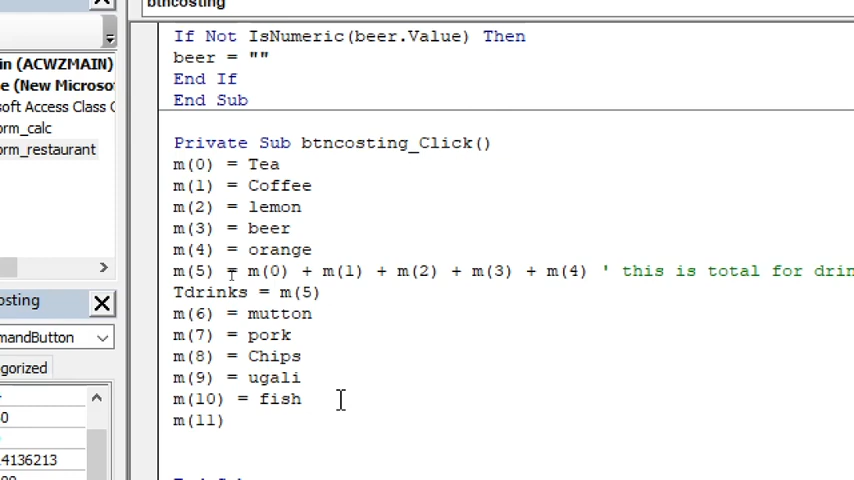 btncosting
If Not IsNumeric(beer.Value) Then
beer = ""
End If
End Sub
in (ACWZMAIN)
e (New Microso
soft Access Class O
orm_calc
orm_restaurant
Private Sub btncosting_Click()
m(0) = Tea
m(1) = Coffee
m(2) = lemon
m(3) = beer
m(4) = orange
m(5) = m(0) + m(1) + m(2) + m(3) + m(4) ' this is total for drin
Tdrinks = m(5)
m(6) = mutton
m(7) = pork
m(8) = Chips
m(9) = ugali
m(10) = fish
m(11)
osting
mandButton
egorized
0
4136213